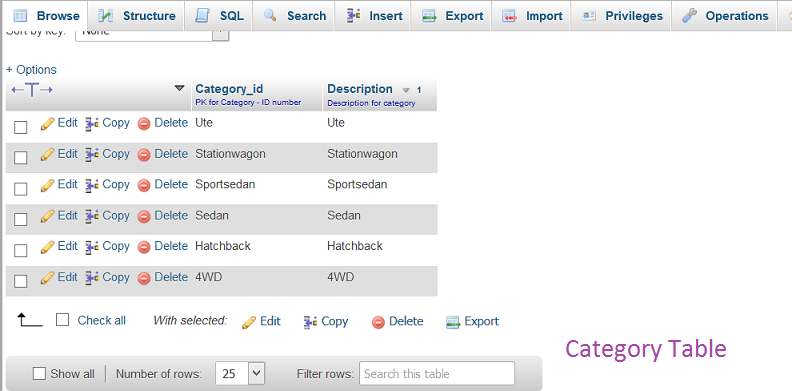 Browse Structure SQL Search Insert Export Import Privileges Operations
Sort by key: None
+ Options
Category_id Description 1
PK for Category - ID number Description for category
Edit Copy Delete Ute Ute
Edit Copy Delete Stationwagon Stationwagon
Edit Copy Delete Sportsedan Sportsedan
Edit Copy Delete Sedan Sedan
Edit Copy Delete Hatchback Hatchback
Edit Copy Delete 4WD 4WD
Check all With selected: Edit Copy Delete Export
Category Table
Show all Number of rows: 25 Filter rows: Search this table